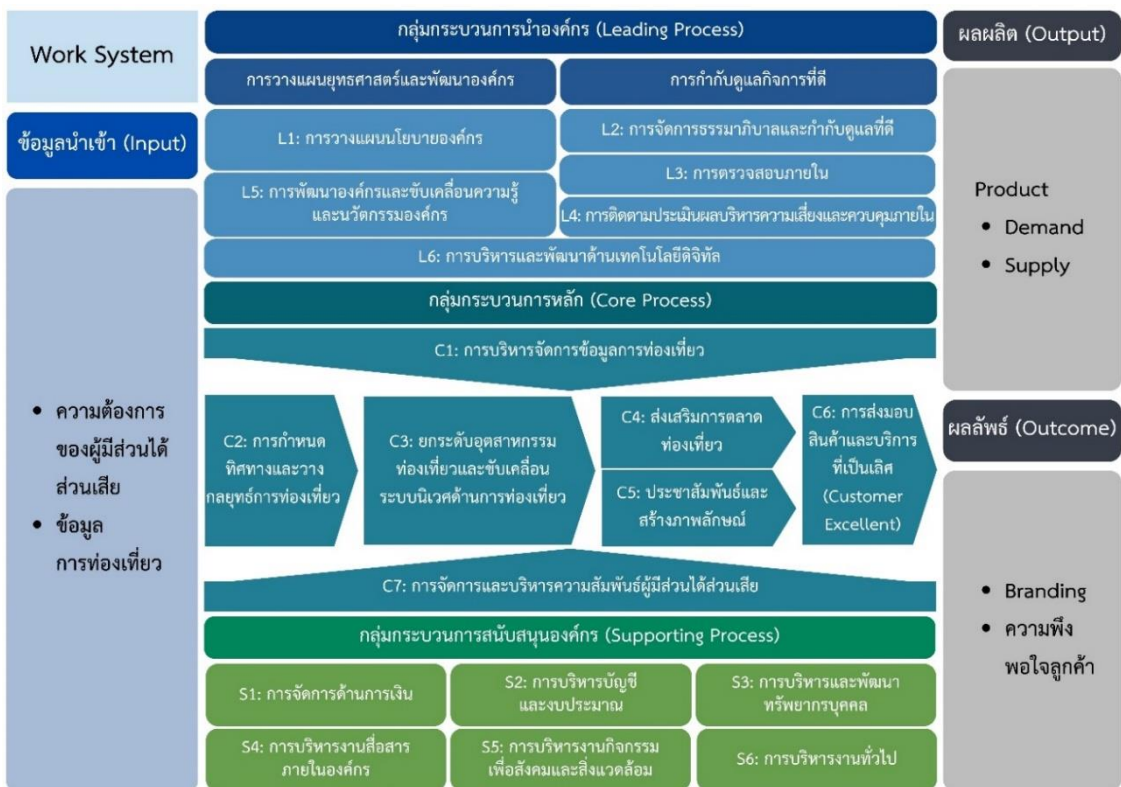 Work System
ข้อมูลนำเข้า (Input)
• ความต้องการ
ของผู้มีส่วนได้
ส่วนเสีย
• ข้อมูล
การท่องเที่ยว
กลุ่มกระบวนการนำองค์กร (Leading Process)
การวางแผนยุทธศาสตร์และพัฒนาองค์กร
การกำกับดูแลกิจการที่ดี
L1: การวางแผนนโยบายองค์กร
L2: การจัดการธรรมาภิบาลและกำกับดูแลที่ดี
L3: การตรวจสอบภายใน
L5: การพัฒนาองค์กรและขับเคลื่อนความรู้
และนวัตกรรมองค์กร
L4: การติดตามประเมินผลบริหารความเสี่ยงและควบคุมภายใน
L6: การบริหารและพัฒนาด้านเทคโนโลยีดิจิทัล
กลุ่มกระบวนการหลัก (Core Process)
C1: การบริหารจัดการข้อมูลการท่องเที่ยว
C2: การกำหนด
ทิศทางและวาง
กลยุทธ์การท่องเที่ยว
C3: ยกระดับอุตสาหกรรม
ท่องเที่ยวและขับเคลื่อน
ระบบนิเวศด้านการท่องเที่ยว
C4: ส่งเสริมการตลาด
ท่องเที่ยว
C5: ประชาสัมพันธ์และ
สร้างภาพลักษณ์
C6: การส่งมอบ
สินค้าและบริการ
ที่เป็นเลิศ
(Customer
Excellent)
C7: การจัดการและบริหารความสัมพันธ์ผู้มีส่วนได้ส่วนเสีย
กลุ่มกระบวนการสนับสนุนองค์กร (Supporting Process)
S1: การจัดการด้านการเงิน
S2: การบริหารบัญชี
และงบประมาณ
S3: การบริหารและพัฒนา
ทรัพยากรบุคคล
S4: การบริหารงานสื่อสาร
ภายในองค์กร
S5: การบริหารงานกิจกรรม
เพื่อสังคมและสิ่งแวดล้อม
S6: การบริหารงานทั่วไป
ผลผลิต (Output)
Product
• Demand
• Supply
ผลลัพธ์ (Outcome)
• Branding
• ความพึง
พอใจลูกค้า